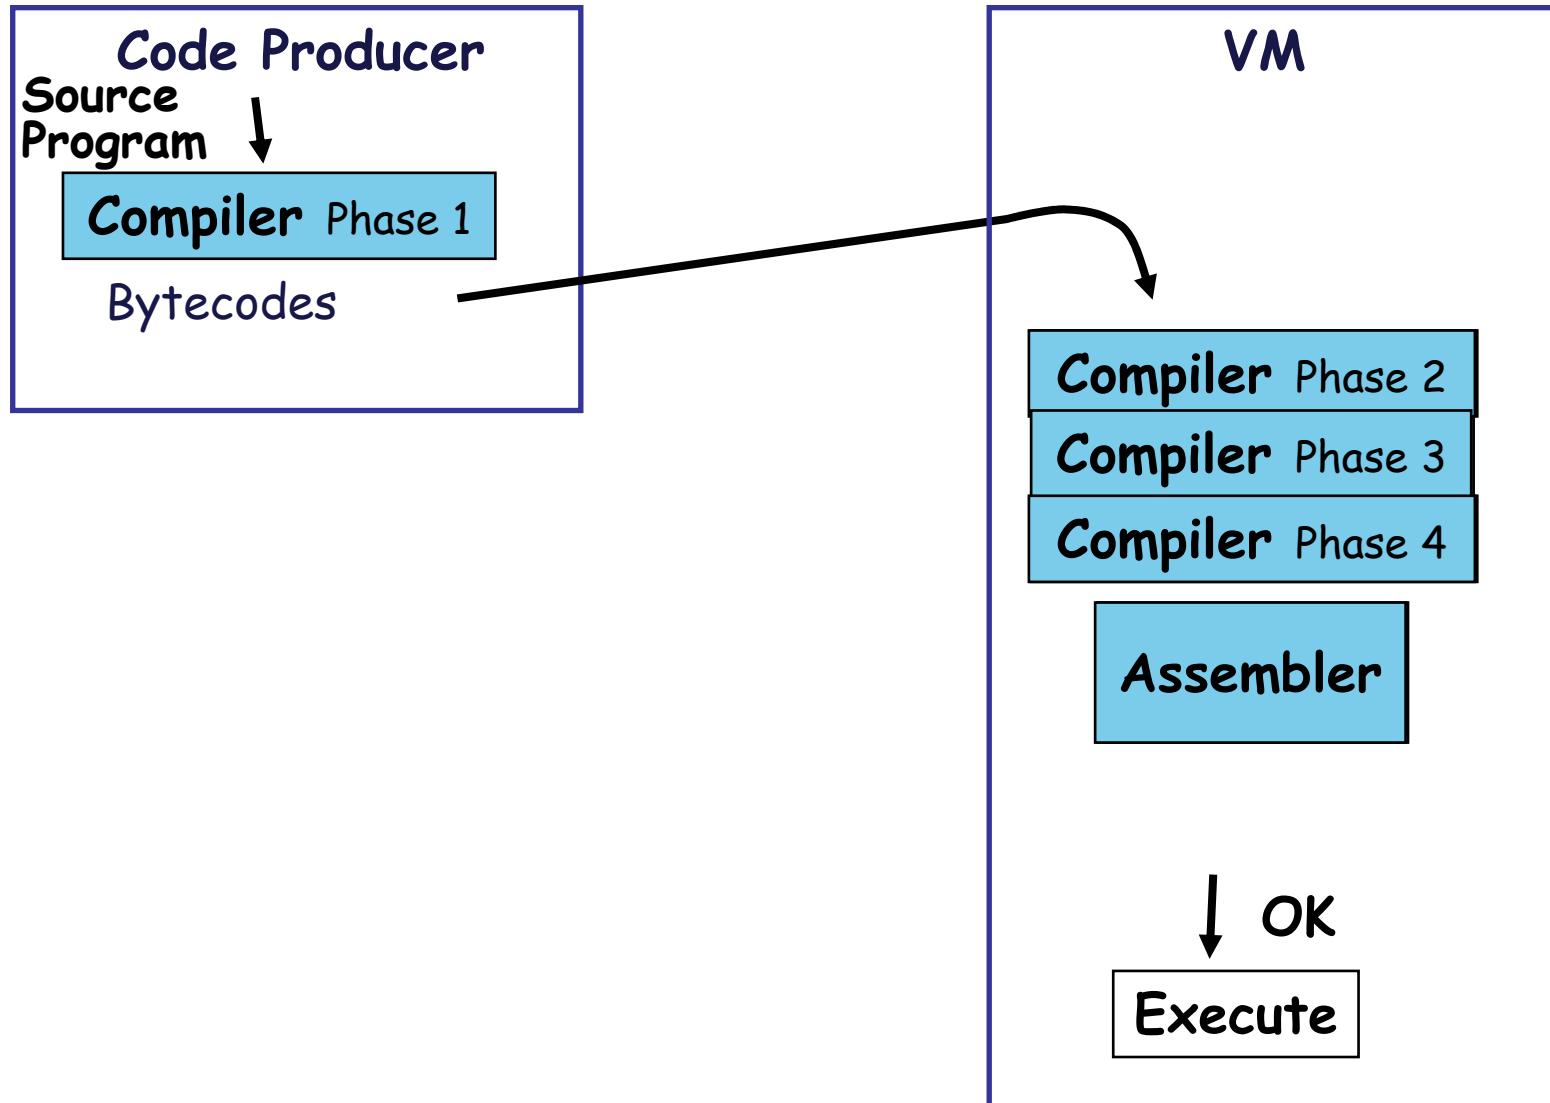 Code Producer
Source
Program
Compiler Phase 1
Bytecodes
VM
Compiler Phase 2
Compiler Phase 3
Compiler Phase 4
Assembler
OK
Execute